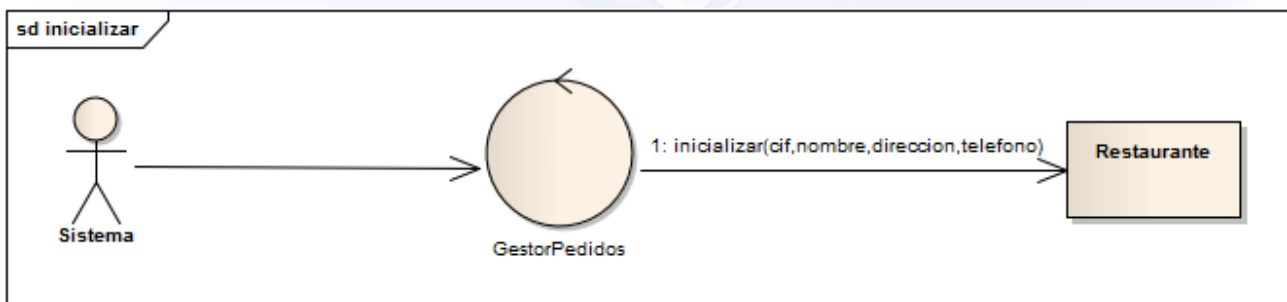 sd inicializar
1: inicializar(cif,nombre,direccion,telefono)
Restaurante
Sistema
GestorPedidos